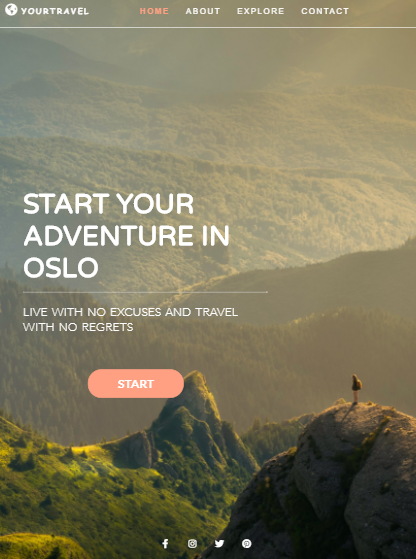 YOURTRAVEL
HOME ABOUT EXPLORE CONTACT
START YOUR
ADVENTURE IN
OSLO
LIVE WITH NO EXCUSES AND TRAVEL
WITH NO REGRETS
START